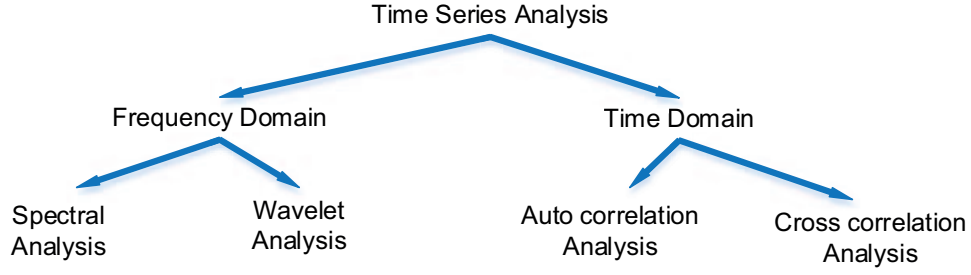 Time Series Analysis
Frequency Domain
Time Domain
Spectral
Analysis
Wavelet
Analysis
Auto correlation
Analysis
Cross correlation
Analysis